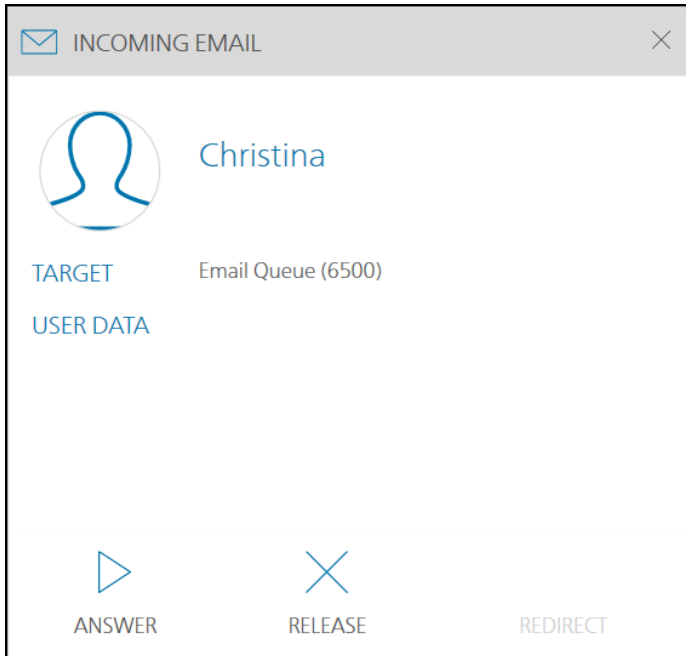 INCOMING EMAIL
Christina
TARGET Email Queue (6500)
USER DATA
ANSWER RELEASE REDIRECT